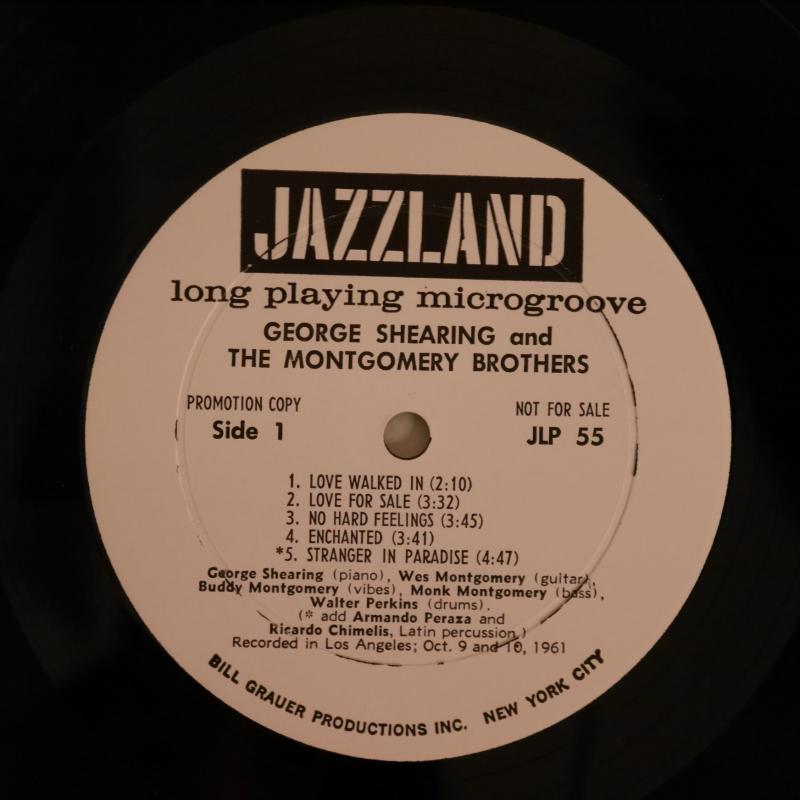 JAZZLAND
long playing microgroove
GEORGE SHEARING and
THE MONTGOMERY BROTHERS
PROMOTION COPY NOT FOR SALE
Side 1 JLP 55
1. LOVE WALKED IN (2:10)
2. LOVE FOR SALE (3:32)
3. NO HARD FEELINGS (3:45)
4. ENCHANTED (3:41)
*5. STRANGER IN PARADISE (4:47)
George Shearing (piano), Wes Montgomery (guitar),
Buddy Montgomery (vibes), Monk Montgomery (bass),
Walter Perkins (drums).
(* add Armando Peraza and
Ricardo Chimelis, Latin percussion.)
Recorded in Los Angeles; Oct. 9 and 10, 1961
BILL GRAUER PRODUCTIONS INC. NEW YORK CITY